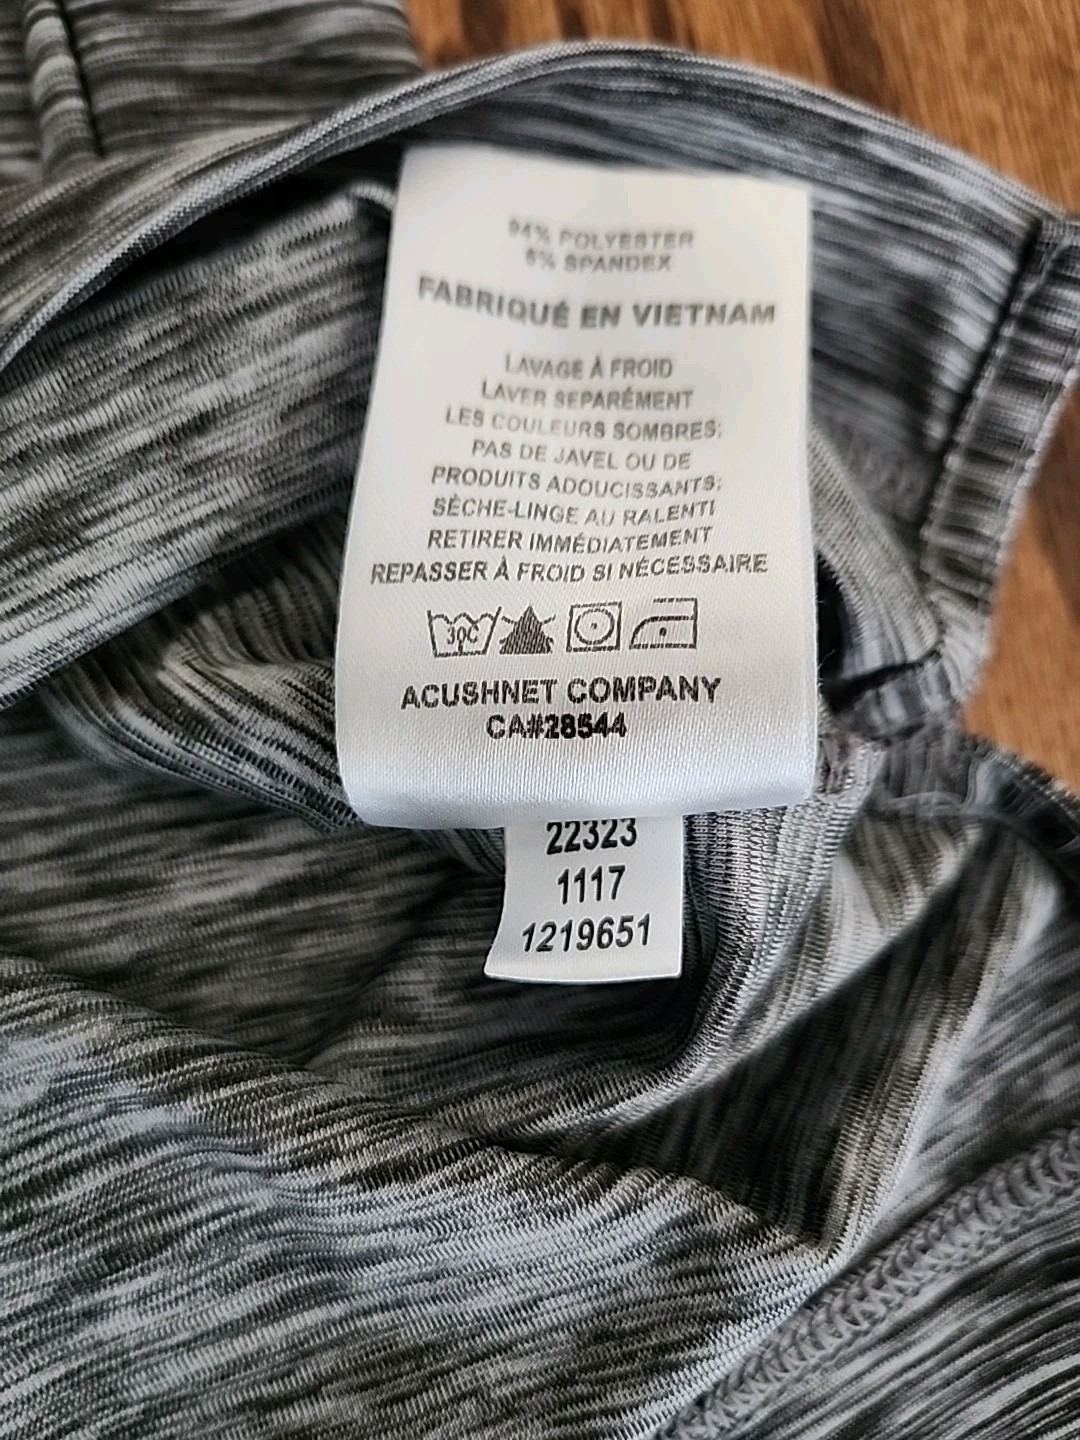 94% POLYESTER
6% SPANDEX
FABRIQUÉ EN VIETNAM
LAVAGE À FROID
LAVER SEPARÉMENT
LES COULEURS SOMBRES;
PAS DE JAVEL OU DE
PRODUITS ADOUCISSANTS;
SÈCHE-LINGE AU RALENTI
RETIRER IMMÉDIATEMENT
REPASSER À FROID SI NÉCESSAIRE
30C
ACUSHNET COMPANY
CA#28544
22323
1117
1219651